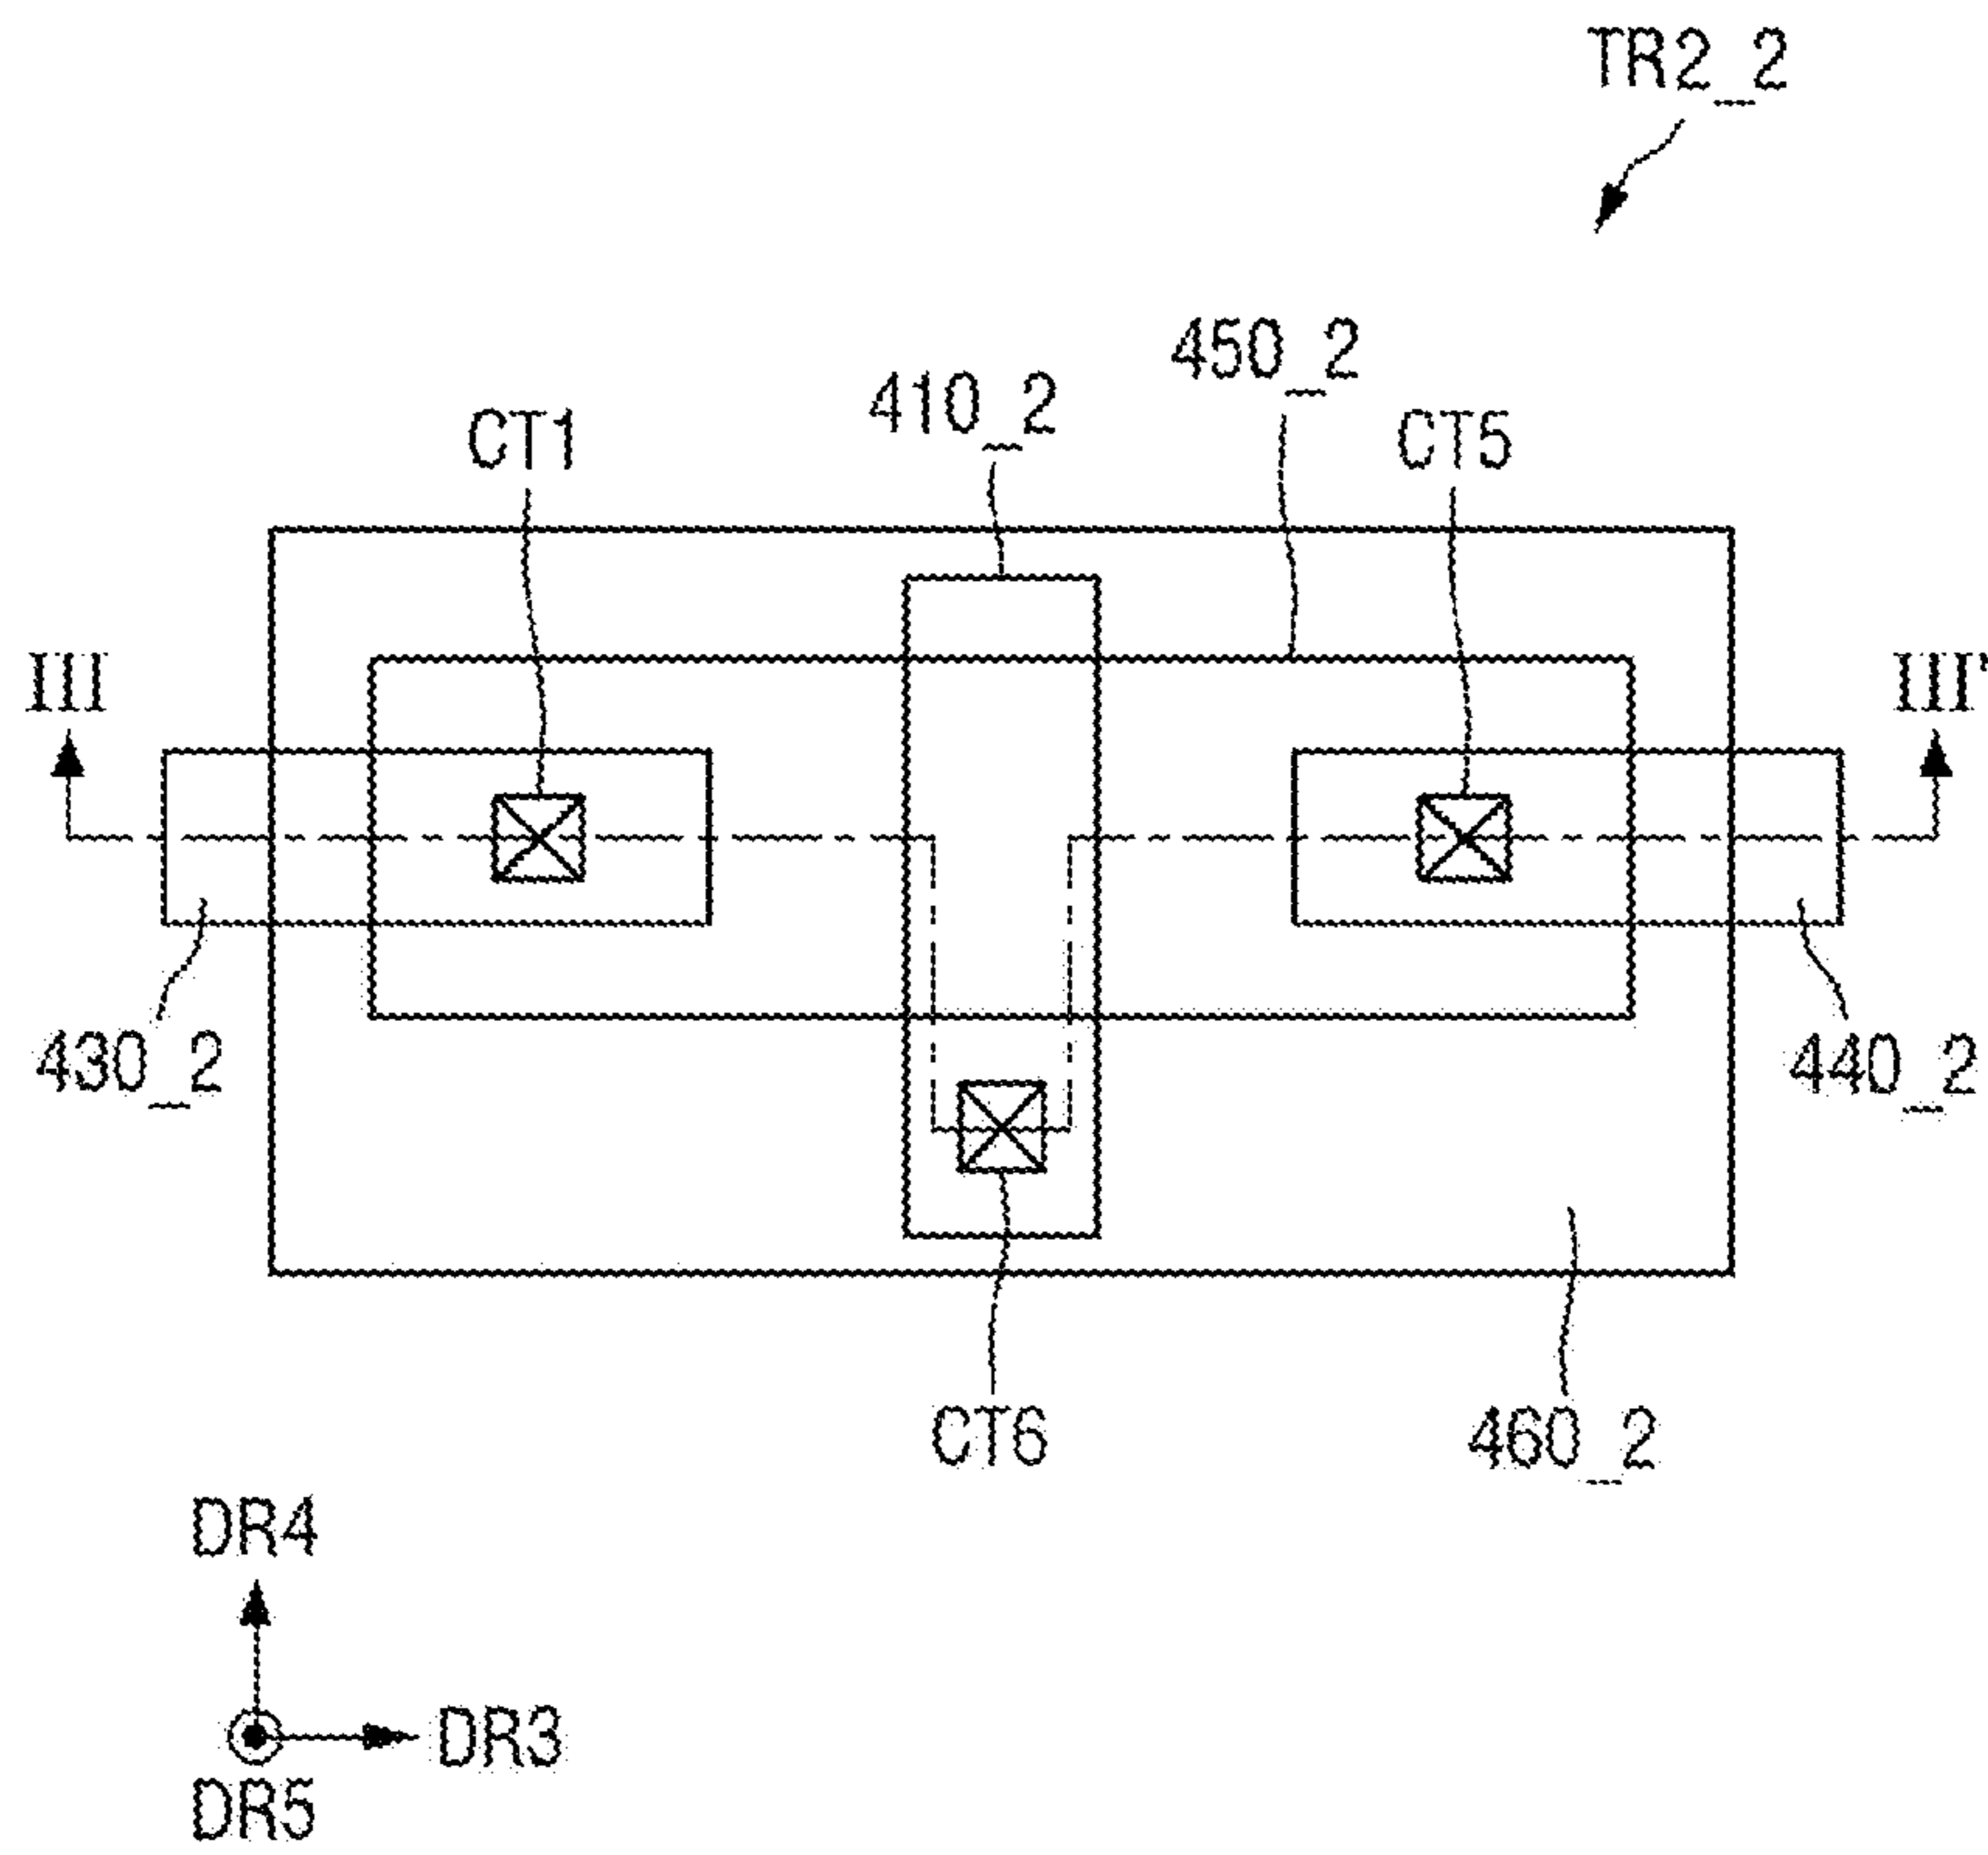 TR2_2
450_2
410_2
CT1
CT5
III
III'
430_2
440_2
CT6
460_2
DR4
DR3
DR5